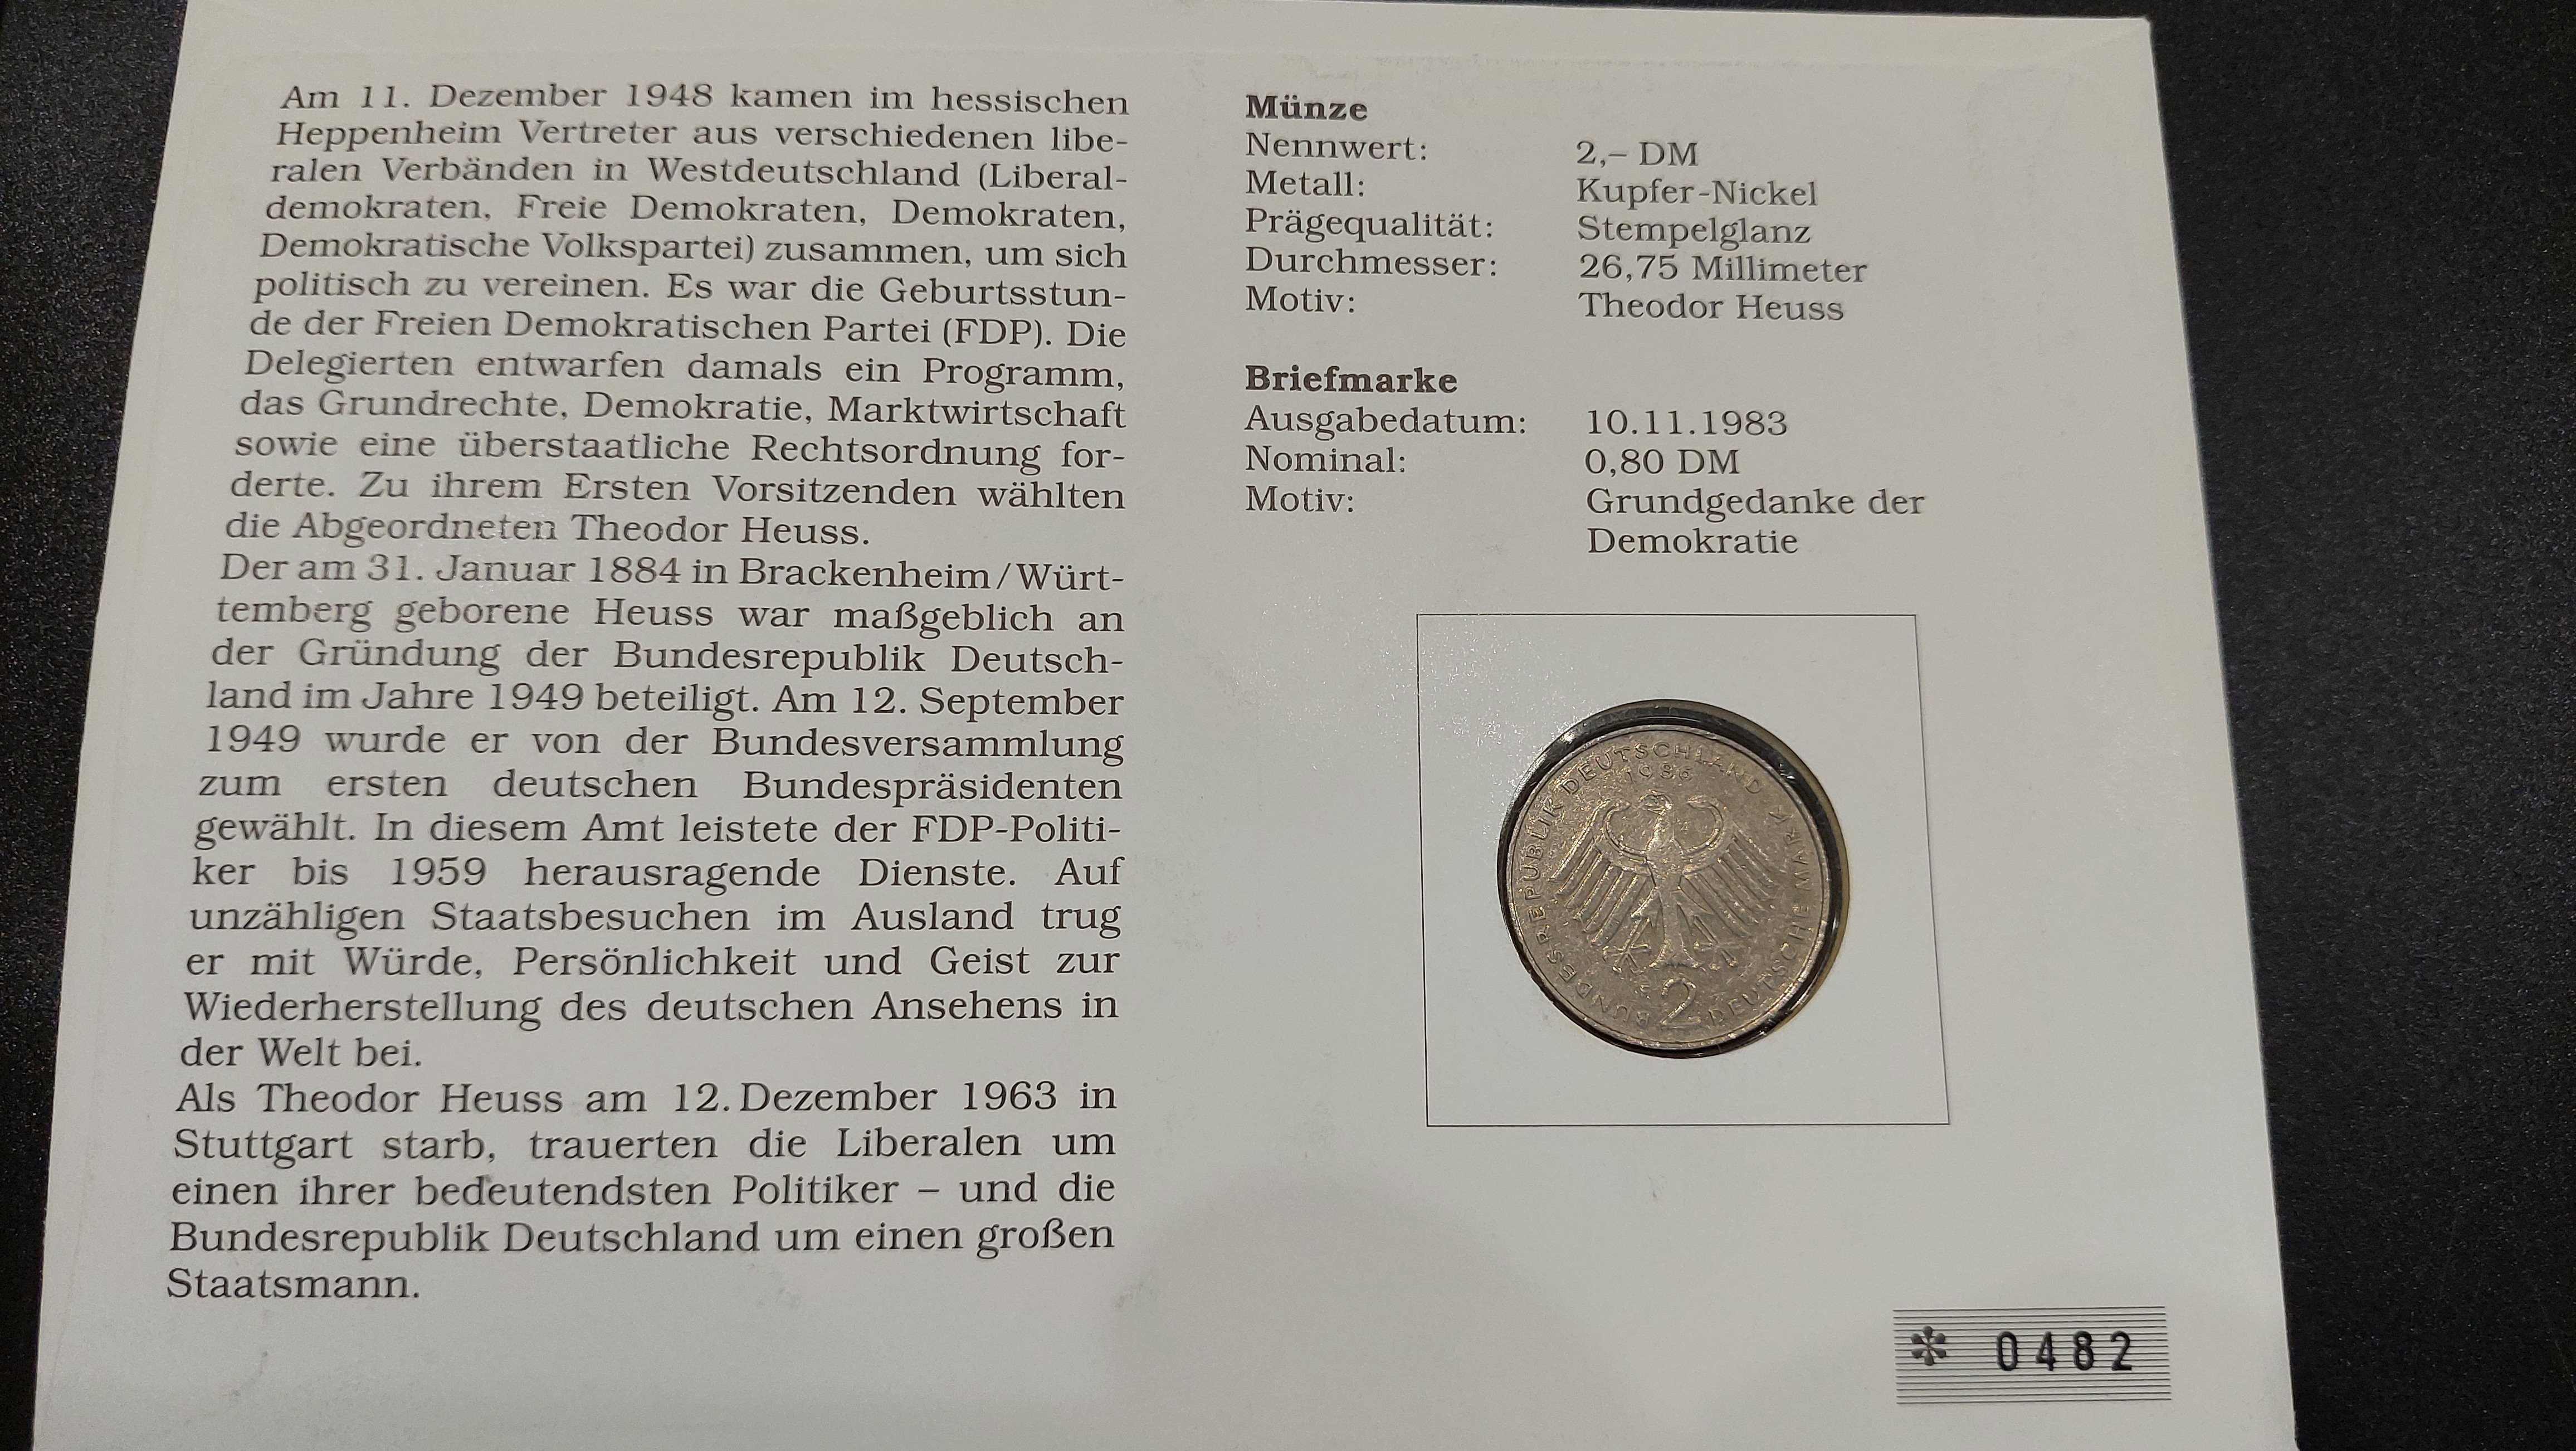 Am 11. Dezember 1948 kamen im hessischen
Heppenheim Vertreter aus verschiedenen libe-
ralen Verbänden in Westdeutschland (Liberal-
demokraten, Freie Demokraten, Demokraten,
Demokratische Volkspartei) zusammen, um sich
politisch zu vereinen. Es war die Geburtsstun-
de der Freien Demokratischen Partei (FDP). Die
Delegierten entwarfen damals ein Programm,
das Grundrechte, Demokratie, Marktwirtschaft
sowie eine überstaatliche Rechtsordnung for-
derte. Zu ihrem Ersten Vorsitzenden wählten
die Abgeordneten Theodor Heuss.
Der am 31. Januar 1884 in Brackenheim/Würt-
temberg geborene Heuss war maßgeblich an
der Gründung der Bundesrepublik Deutsch-
land im Jahre 1949 beteiligt. Am 12. September
1949 wurde er von der Bundesversammlung
zum ersten deutschen Bundespräsidenten
gewählt. In diesem Amt leistete der FDP-Politi-
ker bis 1959 herausragende Dienste. Auf
unzähligen Staatsbesuchen im Ausland trug
er mit Würde, Persönlichkeit und Geist zur
Wiederherstellung des deutschen Ansehens in
der Welt bei.
Als Theodor Heuss am 12. Dezember 1963 in
Stuttgart starb, trauerten die Liberalen um
einen ihrer bedeutendsten Politiker – und die
Bundesrepublik Deutschland um einen großen
Staatsmann.
Münze
Nennwert: 2,– DM
Metall: Kupfer-Nickel
Prägequalität: Stempelglanz
Durchmesser: 26,75 Millimeter
Motiv: Theodor Heuss
Briefmarke
Ausgabedatum: 10.11.1983
Nominal: 0,80 DM
Motiv: Grundgedanke der
Demokratie
BUNDESREPUBLIK DEUTSCHLAND
1986
2
DEUTSCHE MARK
* 0482